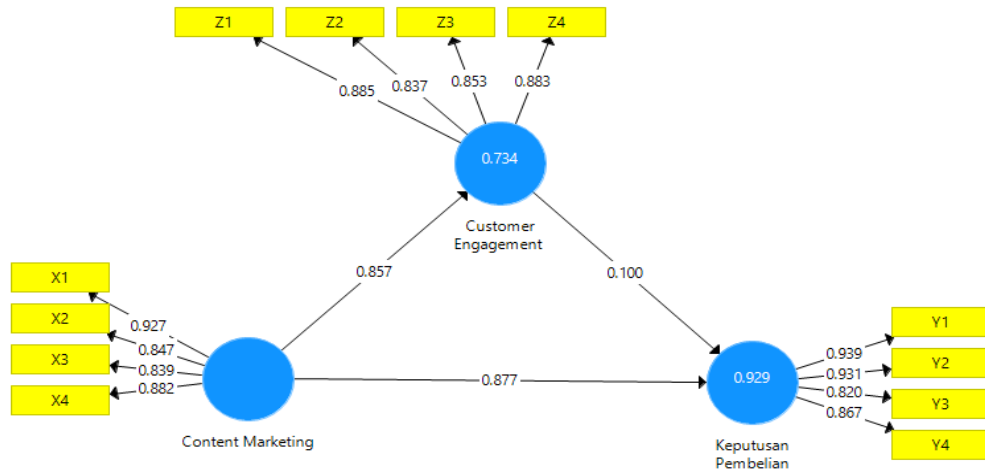 Z1
Z2
Z3
Z4
0.885
0.837
0.853
0.883
0.734
Customer
Engagement
0.857
0.100
X1
X2
X3
X4
0.927
0.847
0.839
0.882
Content Marketing
0.877
0.929
Keputusan
Pembelian
0.939
0.931
0.820
0.867
Y1
Y2
Y3
Y4